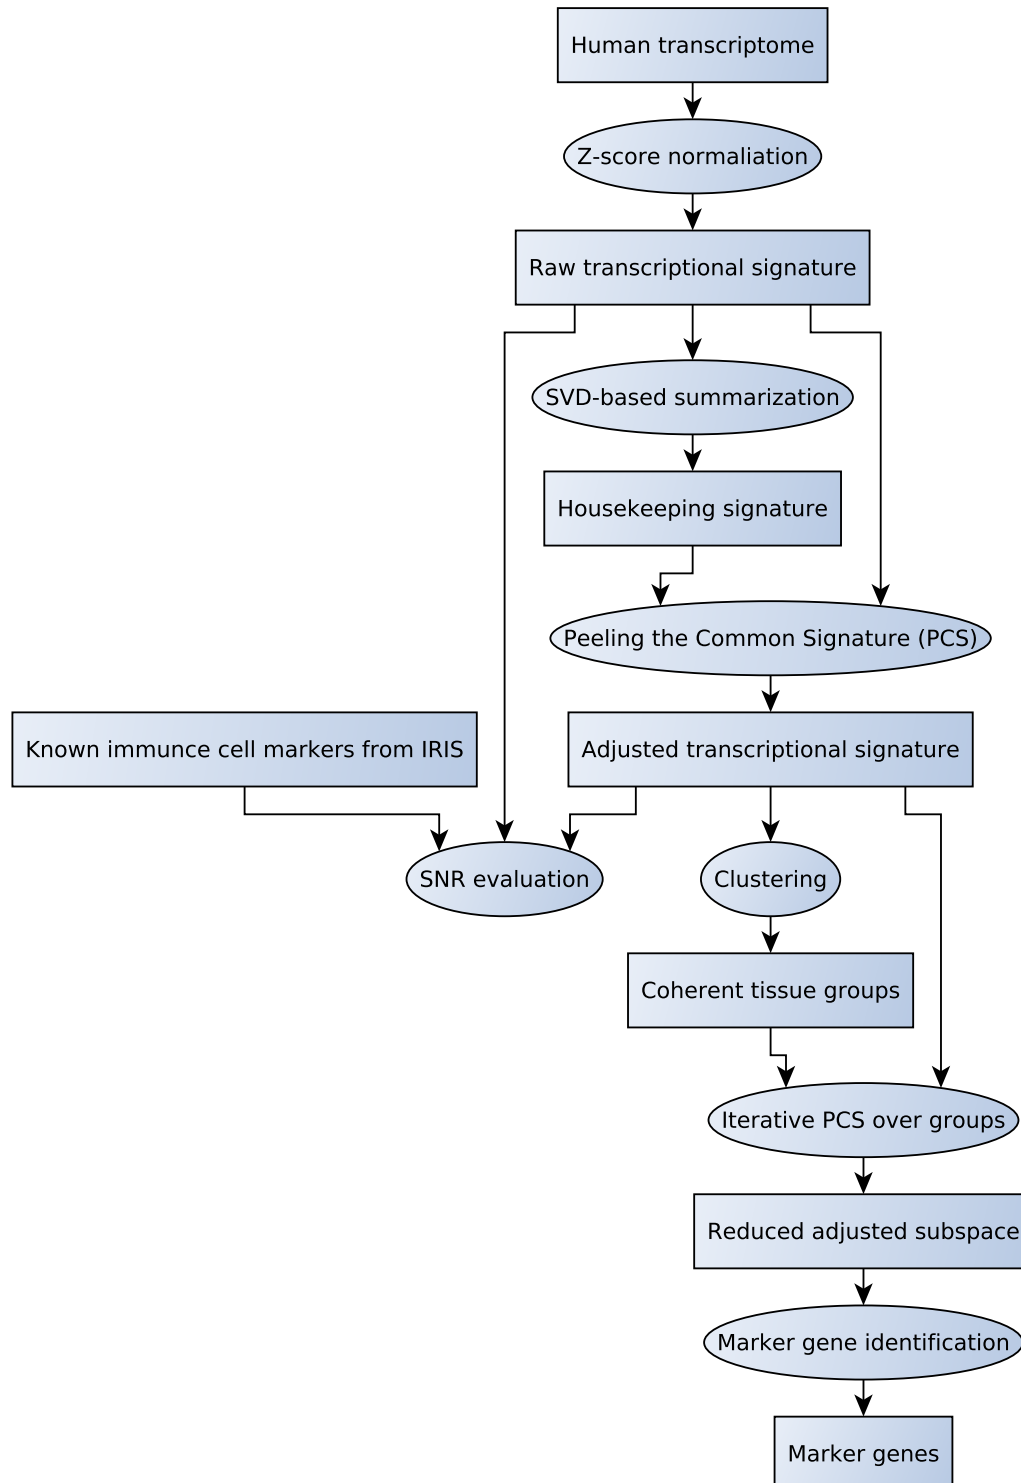 Human transcriptome
Z-score normaliation
Raw transcriptional signature
SVD-based summarization
Housekeeping signature
Peeling the Common Signature (PCS)
Known immunce cell markers from IRIS
Adjusted transcriptional signature
SNR evaluation
Clustering
Coherent tissue groups
Iterative PCS over groups
Reduced adjusted subspace
Marker gene identification
Marker genes